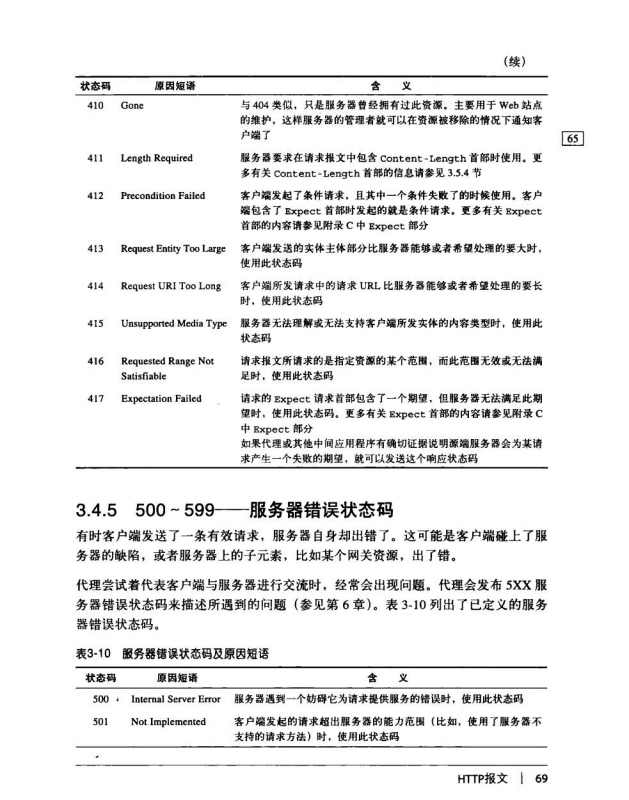 （续）
状态码 原因短语 含 义
410 Gone 与 404 类似，只是服务器曾经拥有过此资源。主要用于 Web 站点
的维护，这样服务器的管理者就可以在资源被移除的情况下通知客
户端了
65
411 Length Required 服务器要求在请求报文中包含 Content-Length 首部时使用。更
多有关 Content-Length 首部的信息请参见 3.5.4 节
412 Precondition Failed 客户端发起了条件请求，且其中一个条件失败了的时候使用。客户
端包含了 Expect 首部时发起的就是条件请求。更多有关 Expect
首部的内容请参见附录 C 中 Expect 部分
413 Request Entity Too Large 客户端发送的实体主体部分比服务器能够或者希望处理的要大时，
使用此状态码
414 Request URI Too Long 客户端所发请求中的请求 URL 比服务器能够或者希望处理的要长
时，使用此状态码
415 Unsupported Media Type 服务器无法理解或无法支持客户端所发实体的内容类型时，使用此
状态码
416 Requested Range Not 请求报文所请求的是指定资源的某个范围，而此范围无效或无法满
Satisfiable 足时，使用此状态码
417 Expectation Failed 请求的 Expect 请求首部包含了一个期望，但服务器无法满足此期
望时，使用此状态码。更多有关 Expect 首部的内容请参见附录 C
中 Expect 部分
如果代理或其他中间应用程序有确切证据说明源端服务器会为某请
求产生一个失败的期望，就可以发送这个响应状态码
3.4.5 500 ~ 599——服务器错误状态码
有时客户端发送了一条有效请求，服务器自身却出错了。这可能是客户端碰上了服
务器的缺陷，或者服务器上的子元素，比如某个网关资源，出了错。
代理尝试着代表客户端与服务器进行交流时，经常会出现问题。代理会发布 5XX 服
务器错误状态码来描述所遇到的问题（参见第 6 章）。表 3-10 列出了已定义的服务
器错误状态码。
表3-10 服务器错误状态码及原因短语
状态码 原因短语 含 义
500 Internal Server Error 服务器遇到一个妨碍它为请求提供服务的错误时，使用此状态码
501 Not Implemented 客户端发起的请求超出服务器的能力范围（比如，使用了服务器不
支持的请求方法）时，使用此状态码
HTTP报文 | 69